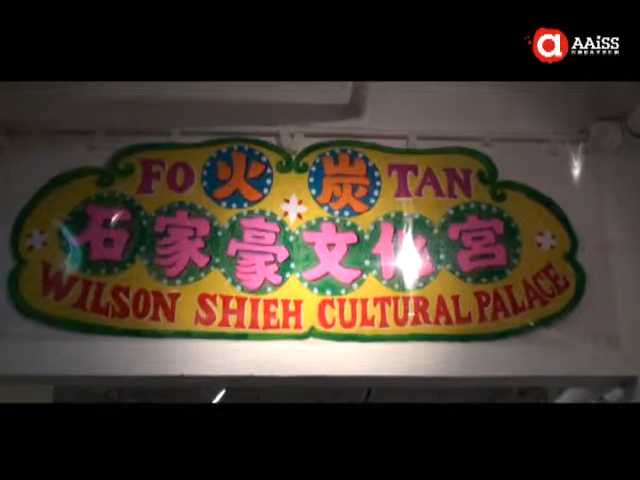 AAiSS
FO 火炭 TAN
石家豪文化宮
WILSON SHIEH CULTURAL PALACE